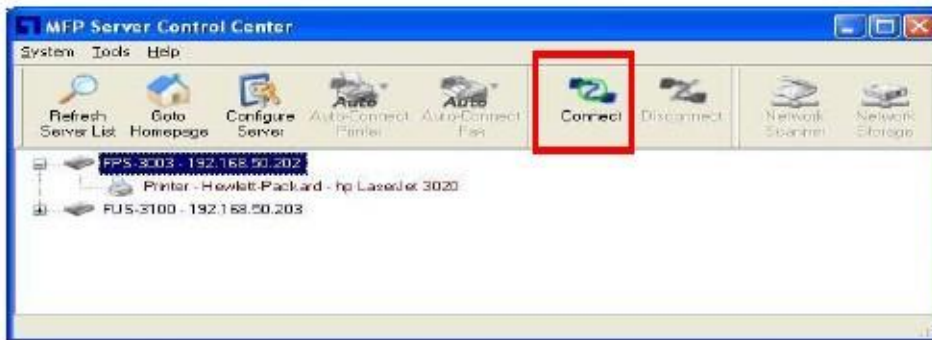 MFP Server Control Center
System Tools Help
Refresh Server List
Goto Homepage
Configure Server
Auto
Auto-Connect Printer
Auto
Auto-Connect Fax
Connect
Disconnect
Network Scanner
Network Storage
FPS-3003 - 192.168.50.202
Printer - Hewlett-Packard - hp LaserJet 3020
FUS-3100 - 192.168.50.203